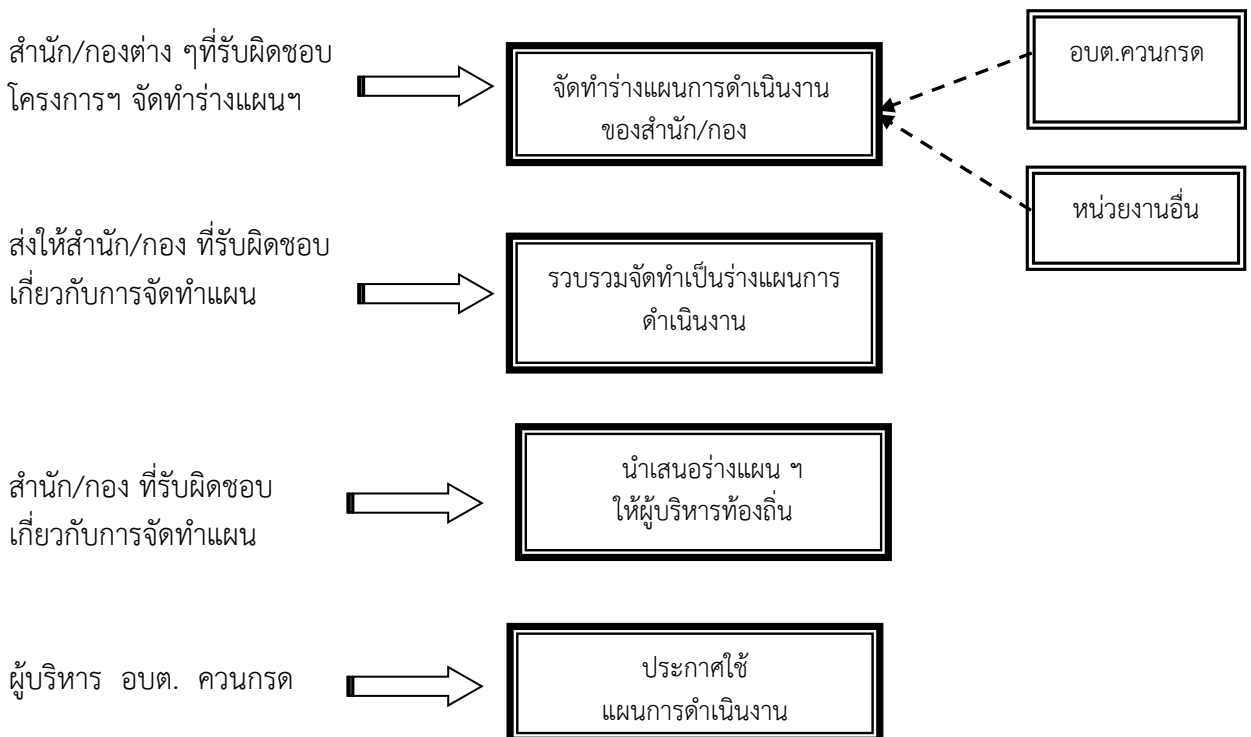 สำนัก/กองต่าง ๆที่รับผิดชอบ
โครงการฯ จัดทำร่างแผนฯ
จัดทำร่างแผนการดำเนินงาน
ของสำนัก/กอง
อบต.ควนกรด
หน่วยงานอื่น
ส่งให้สำนัก/กอง ที่รับผิดชอบ
เกี่ยวกับการจัดทำแผน
รวบรวมจัดทำเป็นร่างแผนการ
ดำเนินงาน
สำนัก/กอง ที่รับผิดชอบ
เกี่ยวกับการจัดทำแผน
นำเสนอร่างแผน ฯ
ให้ผู้บริหารท้องถิ่น
ผู้บริหาร อบต. ควนกรด
ประกาศใช้
แผนการดำเนินงาน